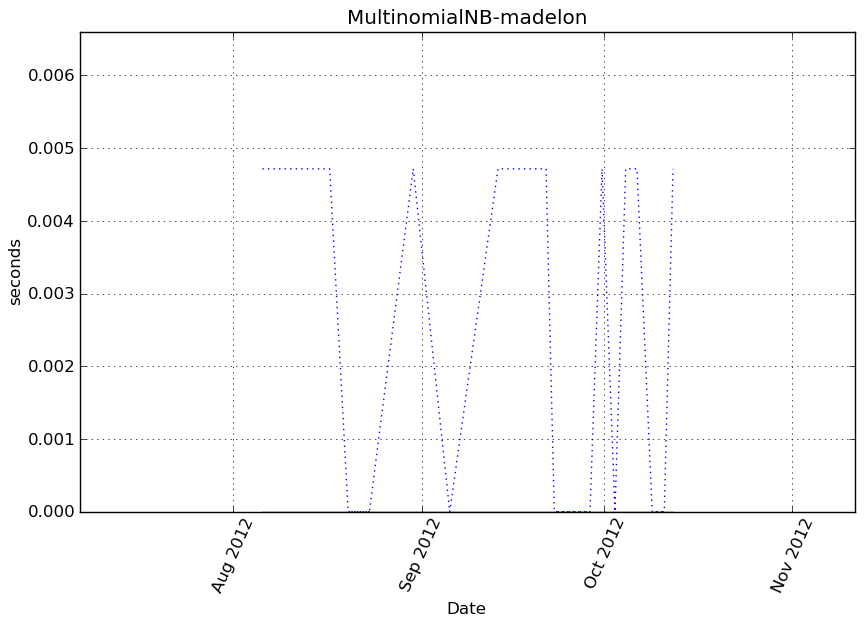 MultinomialNB-madelon
0.006
0.005
0.004
0.003
0.002
0.001
0.000
seconds
Aug 2012
Sep 2012
Oct 2012
Nov 2012
Date